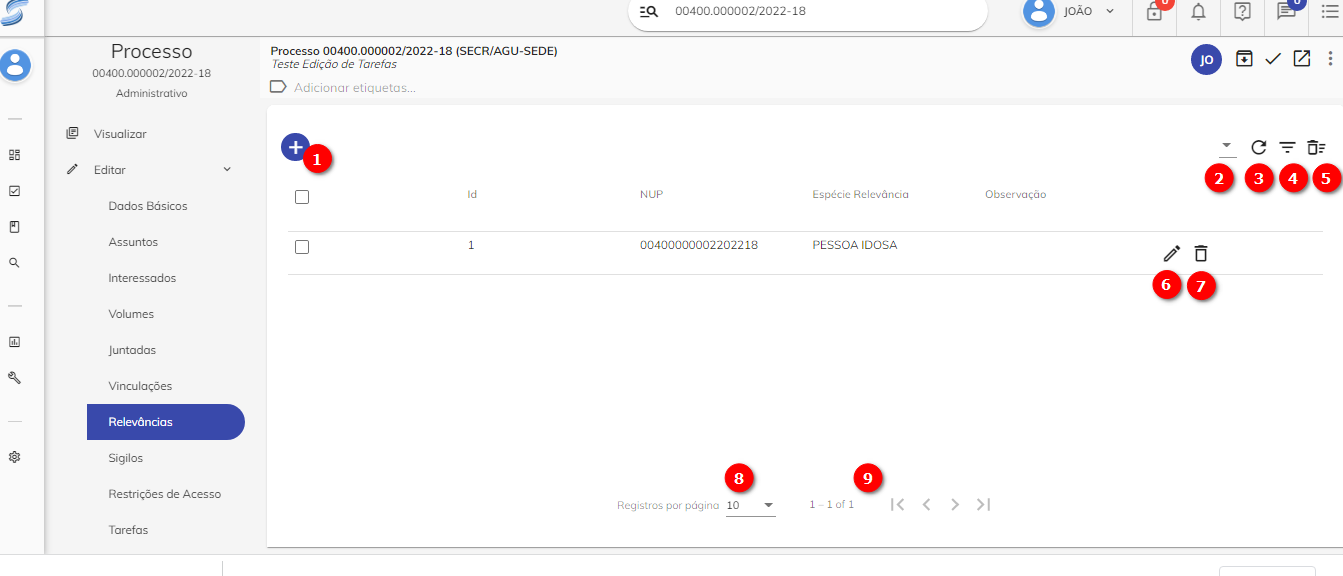 00400.000002/2022-18
JOÃO
0
0
Processo
00400.000002/2022-18
Administrativo
Visualizar
Editar
Dados Básicos
Assuntos
Interessados
Volumes
Juntadas
Vinculações
Relevâncias
Sigilos
Restrições de Acesso
Tarefas
Processo 00400.000002/2022-18 (SECR/AGU-SEDE)
Teste Edição de Tarefas
Adicionar etiquetas...
JO
1
2
3
4
5
Id
NUP
Espécie Relevância
Observação
1
00400000002202218
PESSOA IDOSA
6
7
8
9
Registros por página
10
1 – 1 of 1